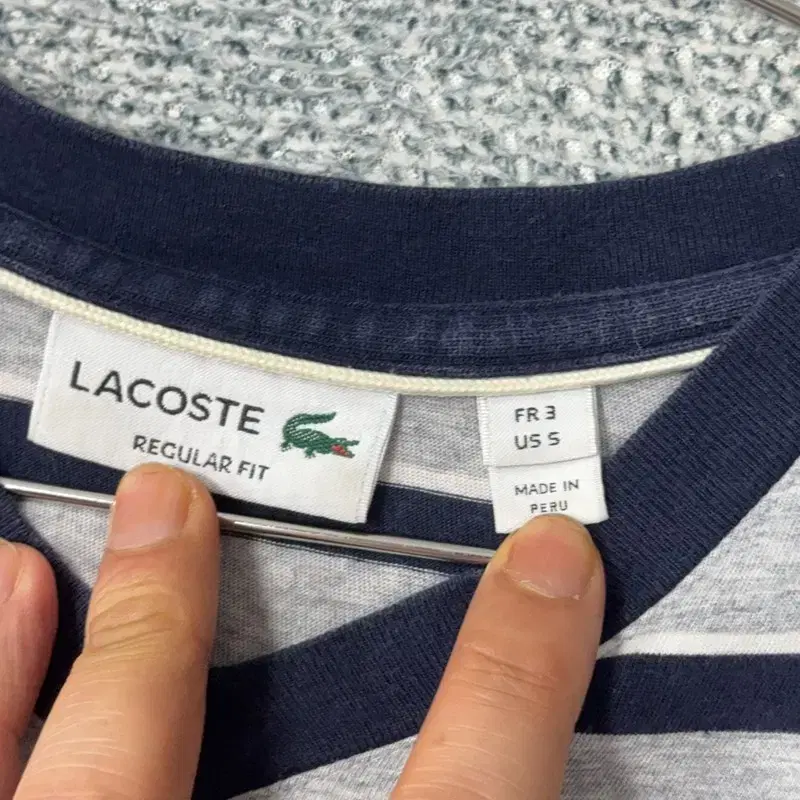 LACOSTE
REGULAR FIT
FR 3
US S
MADE IN
PERU